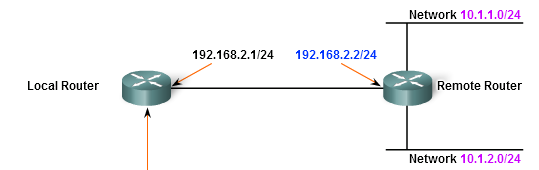 Network 10.1.1.0/24
192.168.2.1/24
192.168.2.2/24
Local Router
Remote Router
Network 10.1.2.0/24